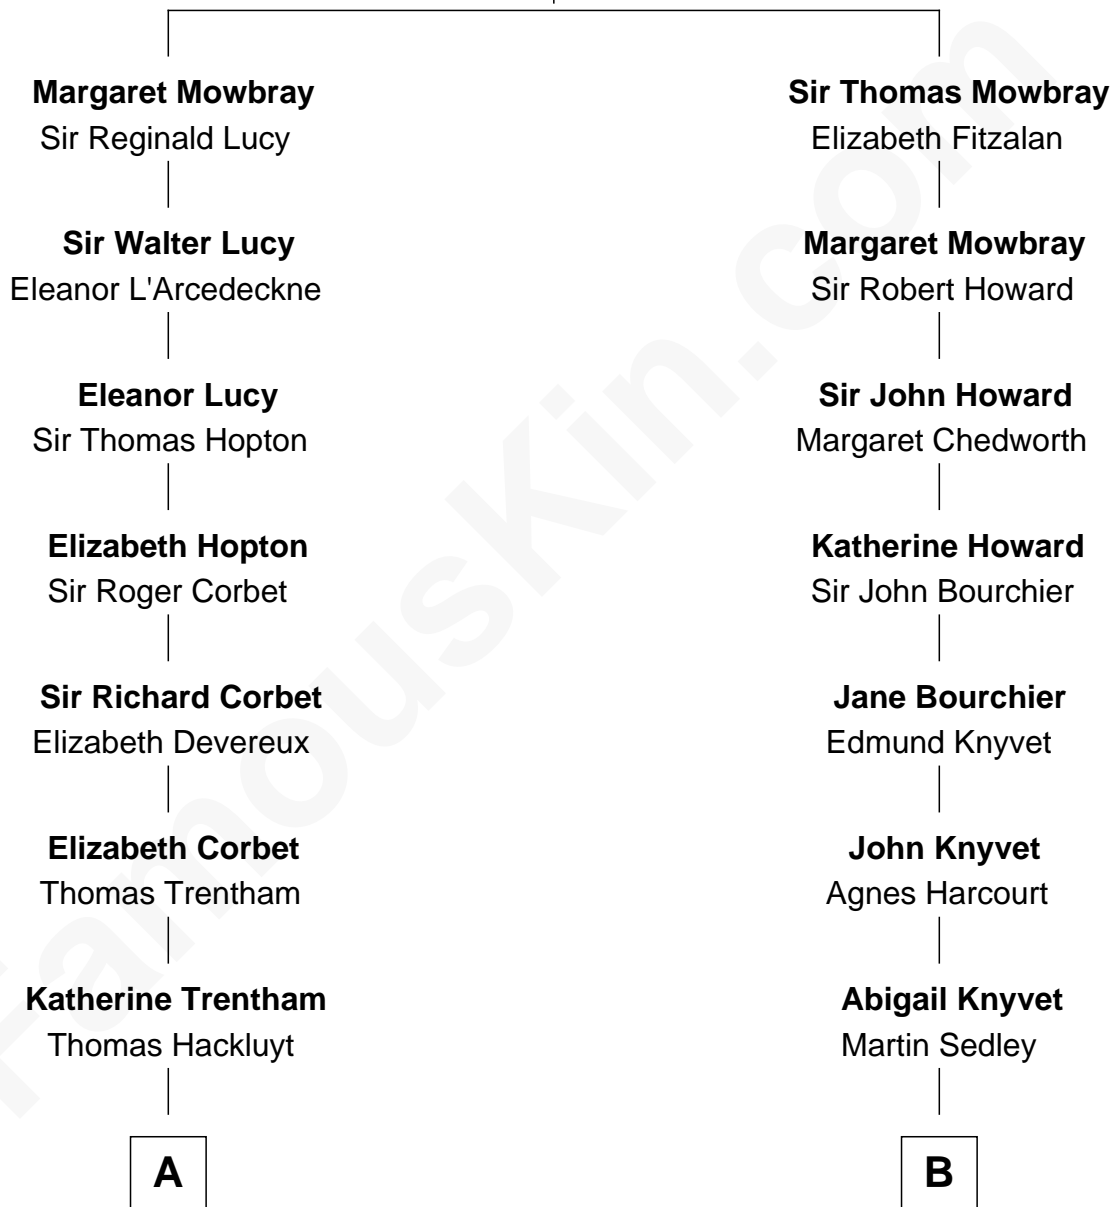 Margaret Mowbray
Sir Reginald Lucy
Sir Walter Lucy
Eleanor L'Arcedeckne
Eleanor Lucy
Sir Thomas Hopton
Elizabeth Hopton
Sir Roger Corbet
Sir Richard Corbet
Elizabeth Devereux
Elizabeth Corbet
Thomas Trentham
Katherine Trentham
Thomas Hackluyt
A
Sir Thomas Mowbray
Elizabeth Fitzalan
Margaret Mowbray
Sir Robert Howard
Sir John Howard
Margaret Chedworth
Katherine Howard
Sir John Bourchier
Jane Bourchier
Edmund Knyvet
John Knyvet
Agnes Harcourt
Abigail Knyvet
Martin Sedley
B
FamousKin.com